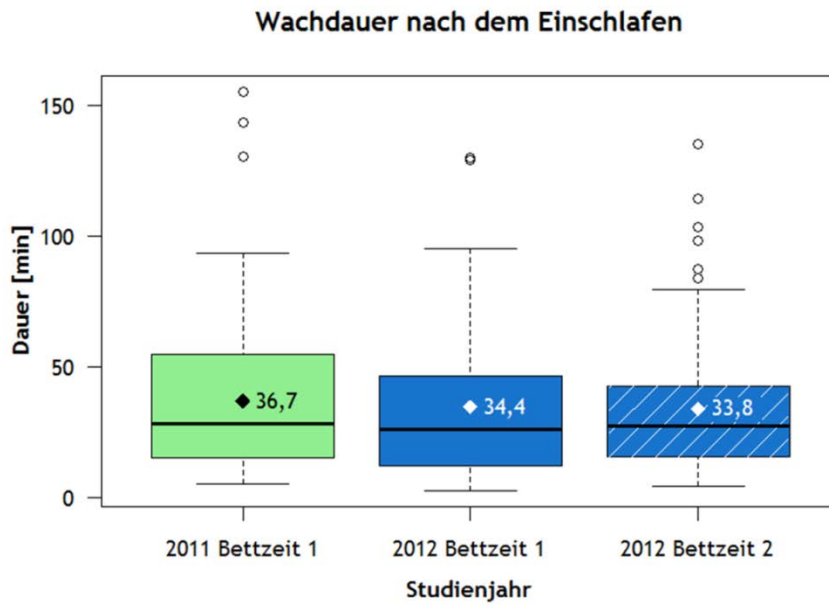 Wachdauer nach dem Einschlafen
Dauer [min]
150
100
50
0
36,7
34,4
33,8
2011 Bettzeit 1
2012 Bettzeit 1
2012 Bettzeit 2
Studienjahr